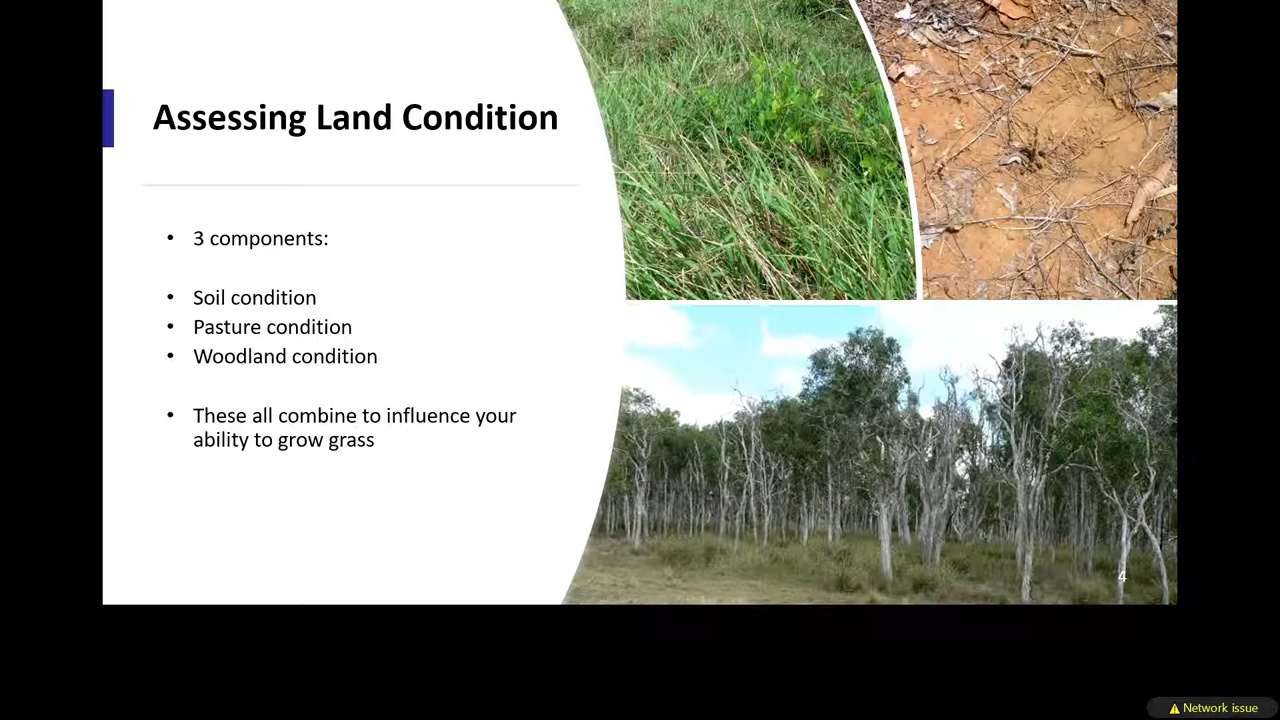 Assessing Land Condition
• 3 components:
• Soil condition
• Pasture condition
• Woodland condition
• These all combine to influence your
ability to grow grass
4
⚠ Network issue